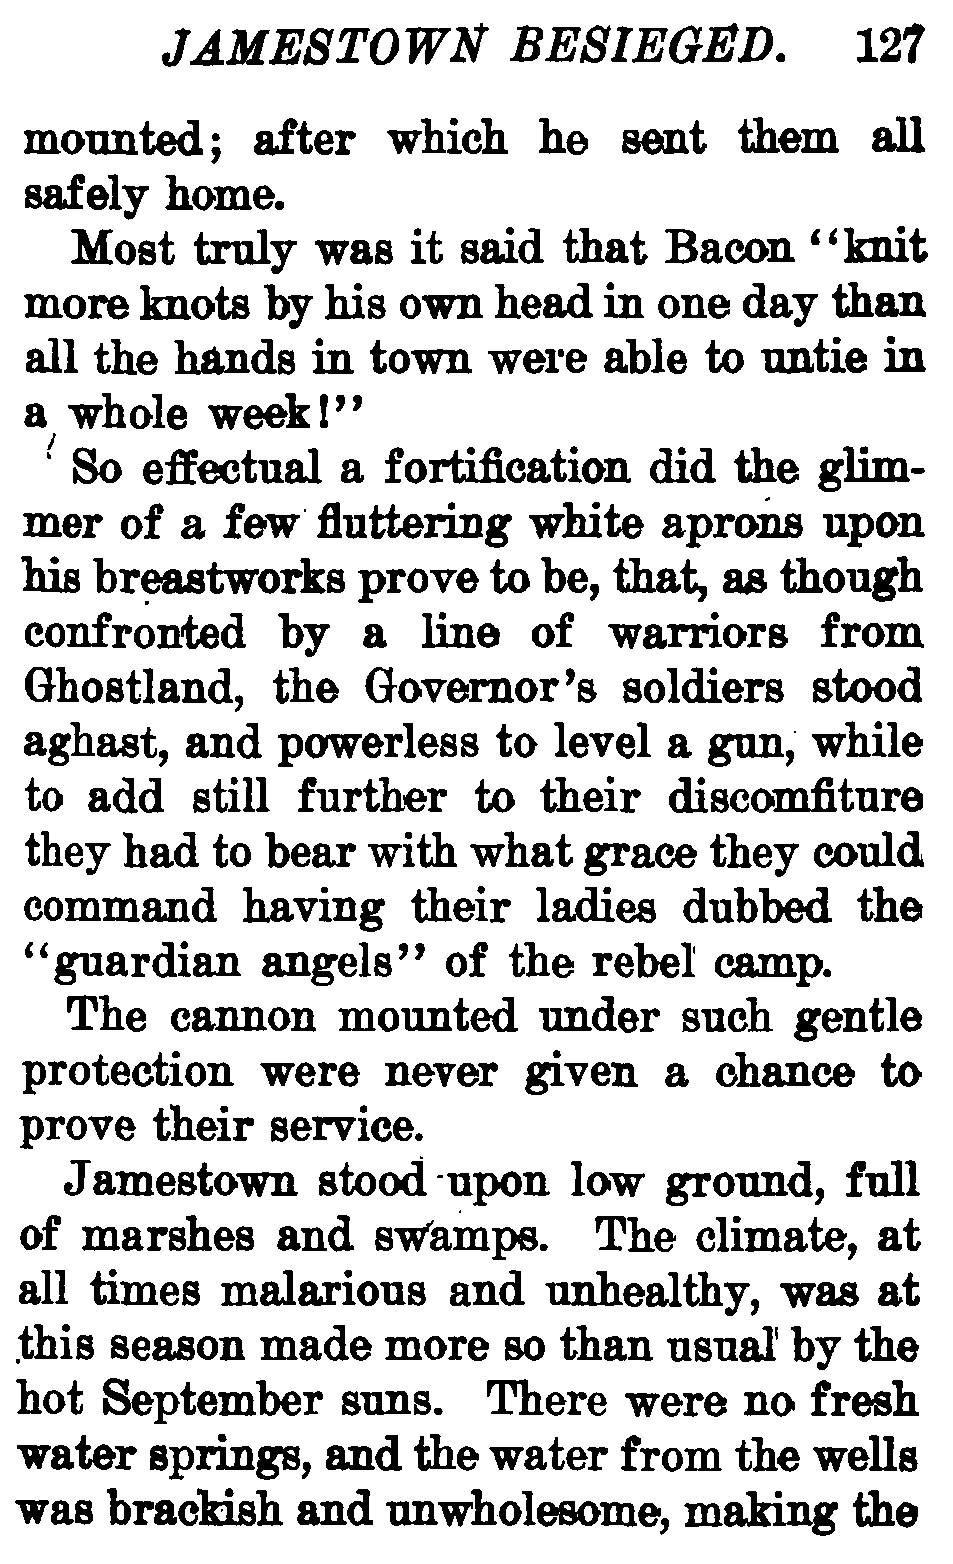 JAMESTOWN BESIEGED. 127
mounted; after which he sent them all
safely home.
Most truly was it said that Bacon "knit
more knots by his own head in one day than
all the hands in town were able to untie in
a whole week!"
So effectual a fortification did the glim-
mer of a few fluttering white aprons upon
his breastworks prove to be, that, as though
confronted by a line of warriors from
Ghostland, the Governor's soldiers stood
aghast, and powerless to level a gun, while
to add still further to their discomfiture
they had to bear with what grace they could
command having their ladies dubbed the
"guardian angels" of the rebel camp.
The cannon mounted under such gentle
protection were never given a chance to
prove their service.
Jamestown stood upon low ground, full
of marshes and swamps. The climate, at
all times malarious and unhealthy, was at
this season made more so than usual by the
hot September suns. There were no fresh
water springs, and the water from the wells
was brackish and unwholesome, making the